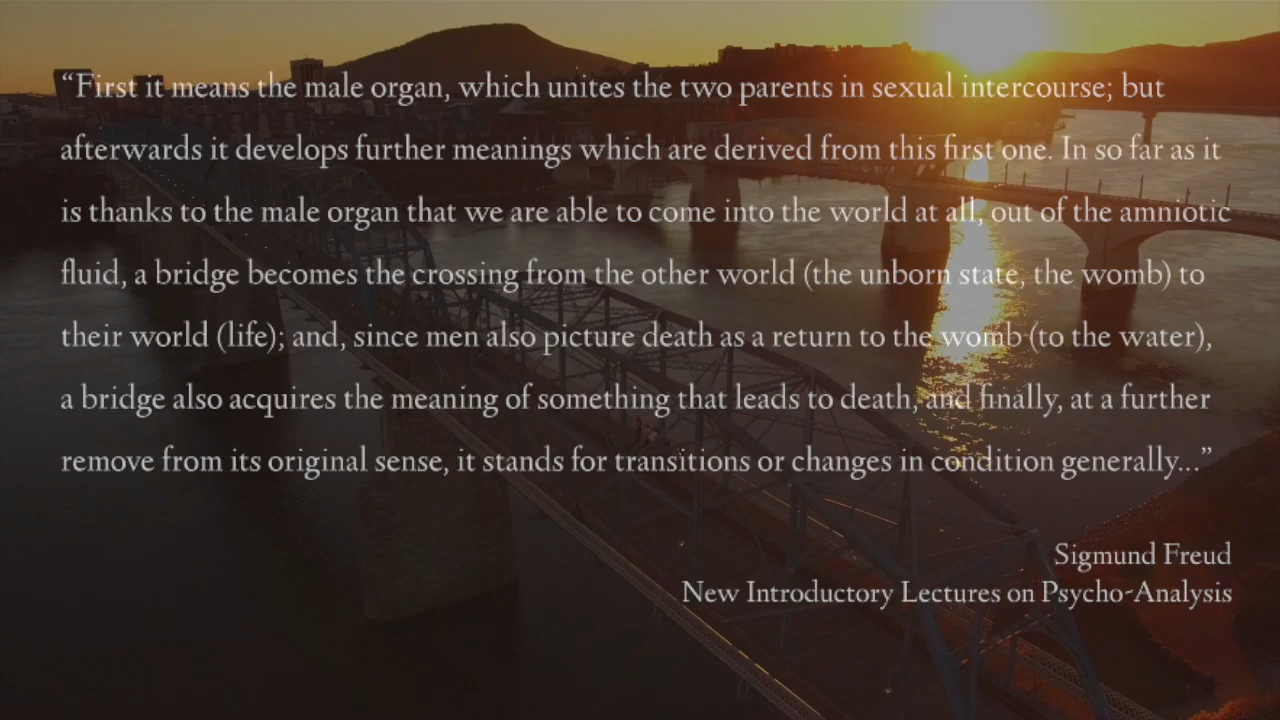 “First it means the male organ, which unites the two parents in sexual intercourse; but
afterwards it develops further meanings which are derived from this first one. In so far as it
is thanks to the male organ that we are able to come into the world at all, out of the amniotic
fluid, a bridge becomes the crossing from the other world (the unborn state, the womb) to
their world (life); and, since men also picture death as a return to the womb (to the water),
a bridge also acquires the meaning of something that leads to death, and finally, at a further
remove from its original sense, it stands for transitions or changes in condition generally...”
Sigmund Freud
New Introductory Lectures on Psycho-Analysis